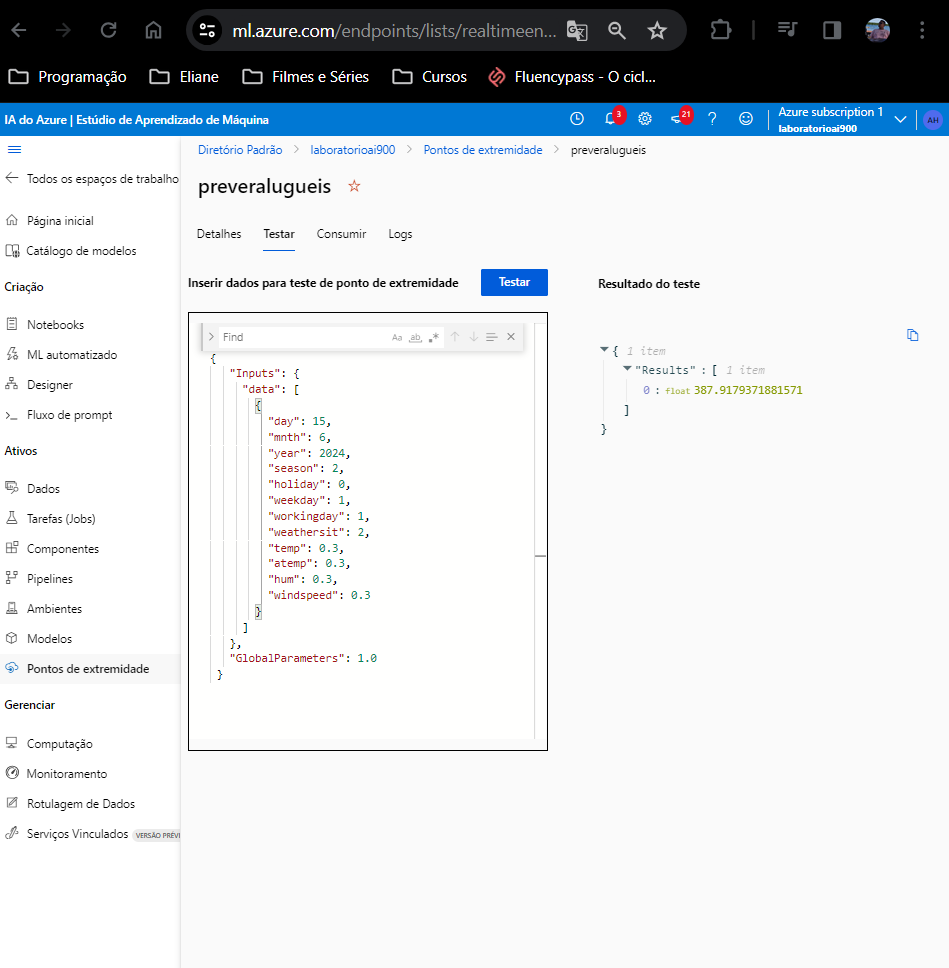 ml.azure.com/endpoints/lists/realtimeen...
Programação
Eliane
Filmes e Séries
Cursos
Fluencypass - O cicl...
IA do Azure | Estúdio de Aprendizado de Máquina
3
21
?
Azure subscription 1
laboratorioai900
AH
Diretório Padrão > laboratorioai900 > Pontos de extremidade > preveralugueis
Todos os espaços de trabalho
Página inicial
Catálogo de modelos
Criação
Notebooks
ML automatizado
Designer
Fluxo de prompt
Ativos
Dados
Tarefas (Jobs)
Componentes
Pipelines
Ambientes
Modelos
Pontos de extremidade
Gerenciar
Computação
Monitoramento
Rotulagem de Dados
Serviços Vinculados VERSÃO PRÉVI
preveralugueis
Detalhes Testar Consumir Logs
Inserir dados para teste de ponto de extremidade
Testar
Find
Aa ab .*
{
"Inputs": {
"data": [
{
"day": 15,
"mnth": 6,
"year": 2024,
"season": 2,
"holiday": 0,
"weekday": 1,
"workingday": 1,
"weathersit": 2,
"temp": 0.3,
"atemp": 0.3,
"hum": 0.3,
"windspeed": 0.3
}
]
},
"GlobalParameters": 1.0
}
Resultado do teste
{ 1 item
"Results" : [ 1 item
0 : float 387.9179371881571
]
}